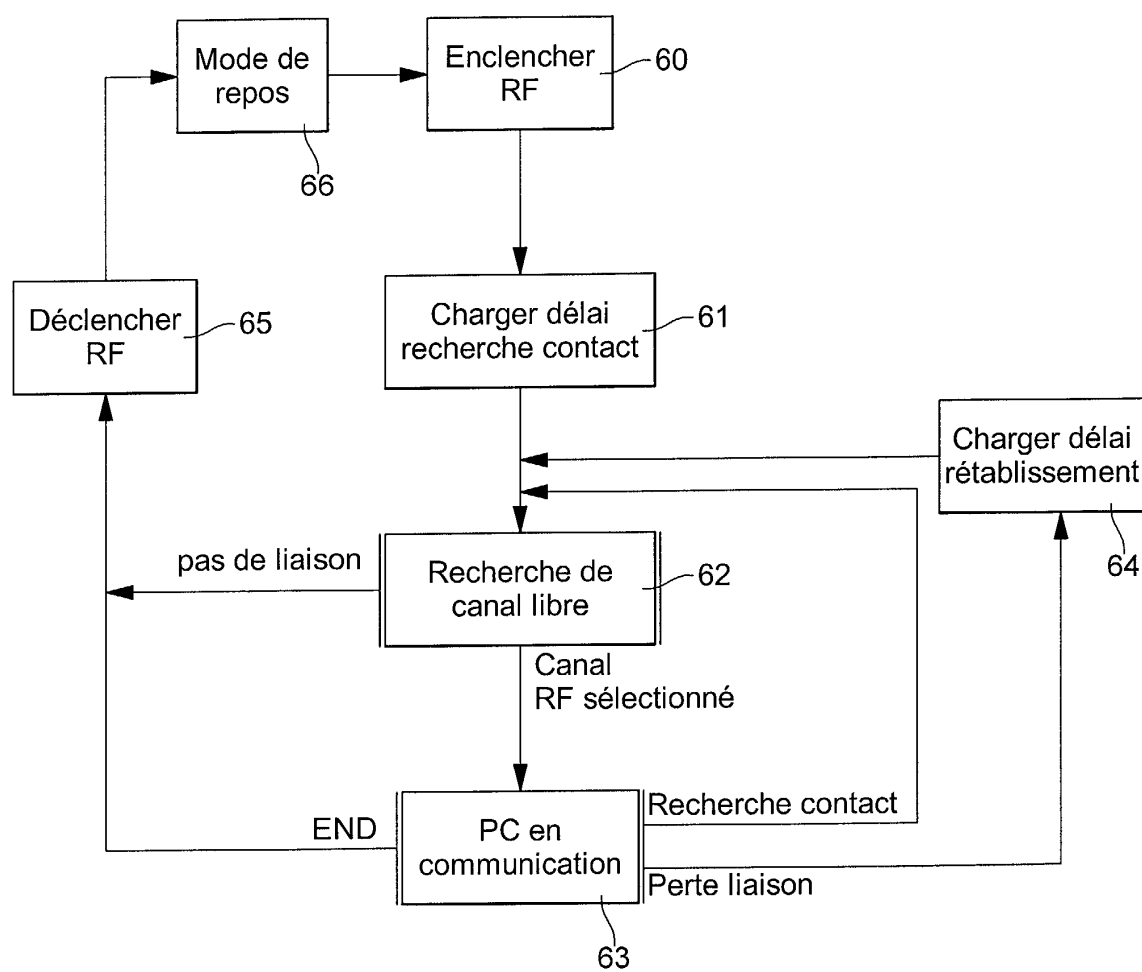 Mode de
repos
66
Enclencher
RF
60
Déclencher
RF
65
Charger délai
recherche contact
61
Charger délai
rétablissement
64
pas de liaison
Recherche de
canal libre
62
Canal
RF sélectionné
END
PC en
communication
63
Recherche contact
Perte liaison